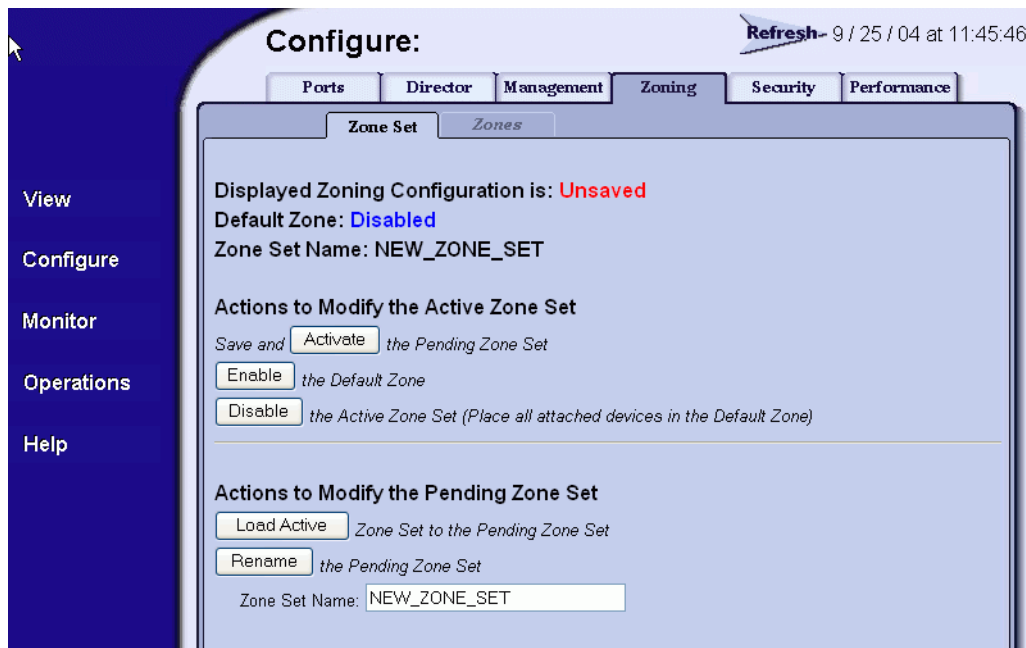 Configure:
Refresh- 9 / 25 / 04 at 11:45:46
Ports Director Management Zoning Security Performance
Zone Set Zones
View
Configure
Monitor
Operations
Help
Displayed Zoning Configuration is: Unsaved
Default Zone: Disabled
Zone Set Name: NEW_ZONE_SET
Actions to Modify the Active Zone Set
Save and Activate the Pending Zone Set
Enable the Default Zone
Disable the Active Zone Set (Place all attached devices in the Default Zone)
Actions to Modify the Pending Zone Set
Load Active Zone Set to the Pending Zone Set
Rename the Pending Zone Set
Zone Set Name: NEW_ZONE_SET